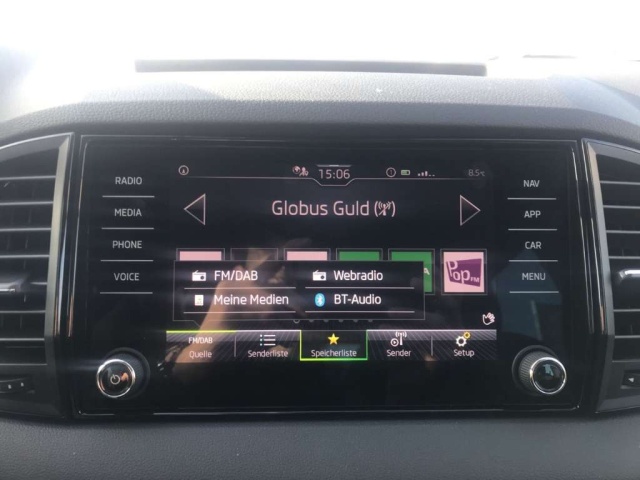 RADIO
MEDIA
PHONE
VOICE
15:06
8.5°C
Globus Guld
FM/DAB
Webradio
Meine Medien
BT-Audio
Pop FM
FM/DAB
Quelle
Senderliste
Speicherliste
Sender
Setup
NAV
APP
CAR
MENU